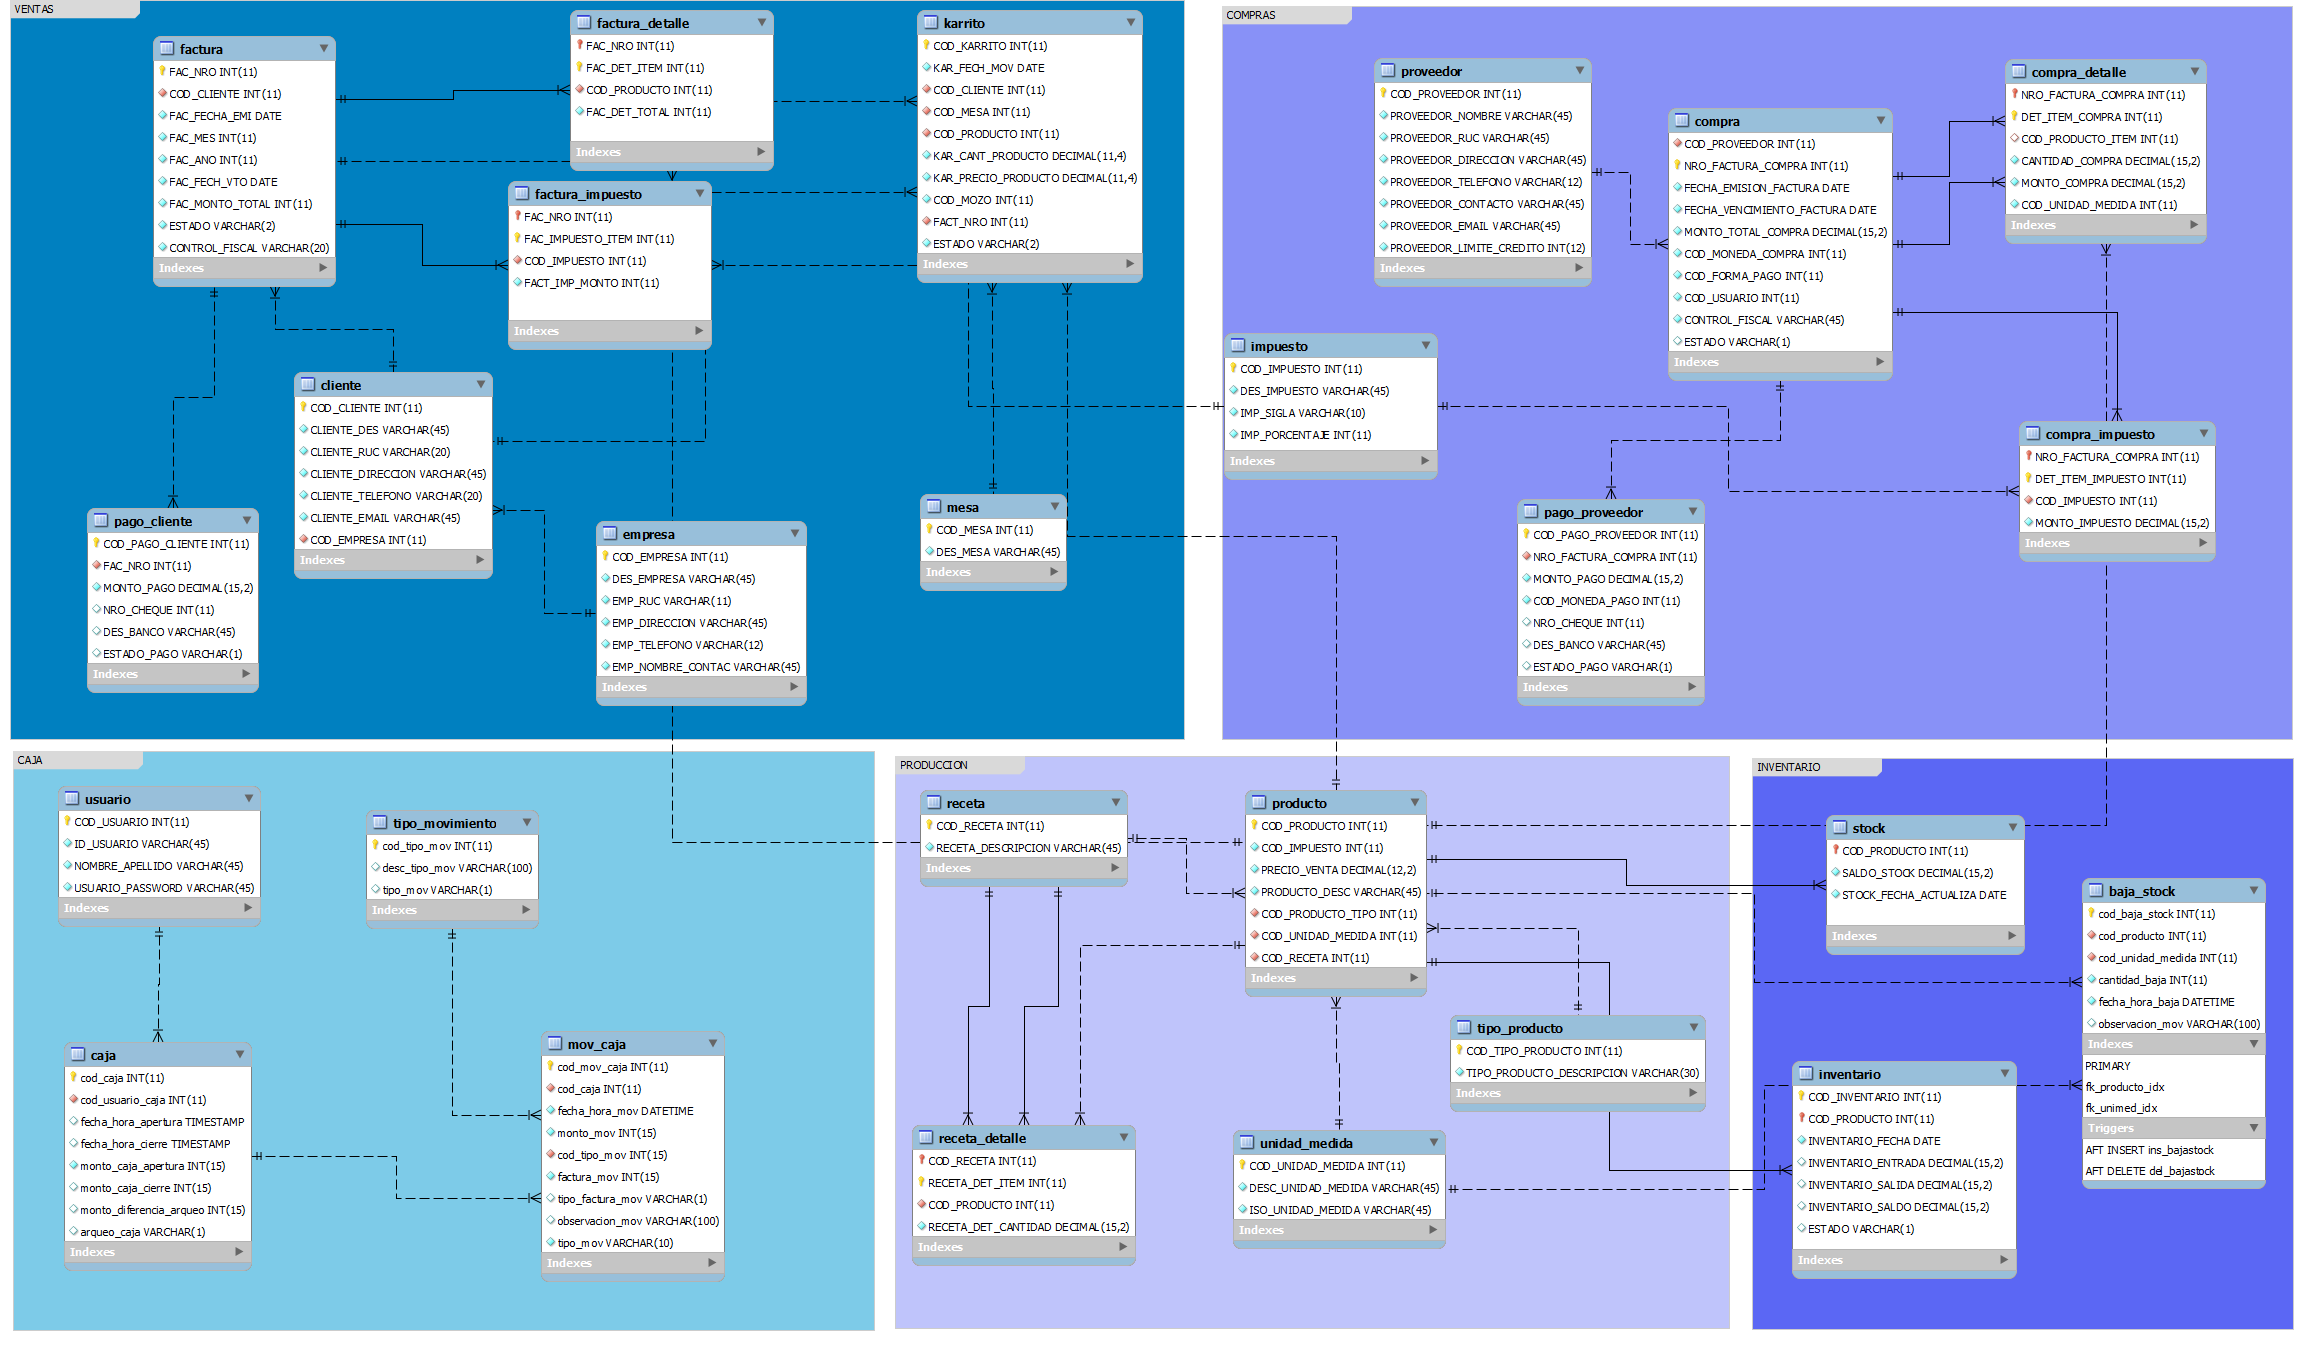 VENTAS
factura
FAC_NRO INT(11)
COD_CLIENTE INT(11)
FAC_FECHA_EMI DATE
FAC_MES INT(11)
FAC_ANO INT(11)
FAC_FECH_VTO DATE
FAC_MONTO_TOTAL INT(11)
ESTADO VARCHAR(2)
CONTROL_FISCAL VARCHAR(20)
Indexes
factura_detalle
FAC_NRO INT(11)
FAC_DET_ITEM INT(11)
COD_PRODUCTO INT(11)
FAC_DET_TOTAL INT(11)
Indexes
karrito
COD_KARRITO INT(11)
KAR_FECH_MOV DATE
COD_CLIENTE INT(11)
COD_MESA INT(11)
COD_PRODUCTO INT(11)
KAR_CANT_PRODUCTO DECIMAL(11,4)
KAR_PRECIO_PRODUCTO DECIMAL(11,4)
COD_MOZO INT(11)
FACT_NRO INT(11)
ESTADO VARCHAR(2)
Indexes
factura_impuesto
FAC_NRO INT(11)
FAC_IMPUESTO_ITEM INT(11)
COD_IMPUESTO INT(11)
FACT_IMP_MONTO INT(11)
Indexes
cliente
COD_CLIENTE INT(11)
CLIENTE_DES VARCHAR(45)
CLIENTE_RUC VARCHAR(20)
CLIENTE_DIRECCION VARCHAR(45)
CLIENTE_TELEFONO VARCHAR(20)
CLIENTE_EMAIL VARCHAR(45)
COD_EMPRESA INT(11)
Indexes
pago_cliente
COD_PAGO_CLIENTE INT(11)
FAC_NRO INT(11)
MONTO_PAGO DECIMAL(15,2)
NRO_CHEQUE INT(11)
DES_BANCO VARCHAR(45)
ESTADO_PAGO VARCHAR(1)
Indexes
empresa
COD_EMPRESA INT(11)
DES_EMPRESA VARCHAR(45)
EMP_RUC VARCHAR(11)
EMP_DIRECCION VARCHAR(45)
EMP_TELEFONO VARCHAR(12)
EMP_NOMBRE_CONTAC VARCHAR(45)
Indexes
mesa
COD_MESA INT(11)
DES_MESA VARCHAR(45)
Indexes
COMPRAS
proveedor
COD_PROVEEDOR INT(11)
PROVEEDOR_NOMBRE VARCHAR(45)
PROVEEDOR_RUC VARCHAR(45)
PROVEEDOR_DIRECCION VARCHAR(45)
PROVEEDOR_TELEFONO VARCHAR(12)
PROVEEDOR_CONTACTO VARCHAR(45)
PROVEEDOR_EMAIL VARCHAR(45)
PROVEEDOR_LIMITE_CREDITO INT(12)
Indexes
compra
COD_PROVEEDOR INT(11)
NRO_FACTURA_COMPRA INT(11)
FECHA_EMISION_FACTURA DATE
FECHA_VENCIMIENTO_FACTURA DATE
MONTO_TOTAL_COMPRA DECIMAL(15,2)
COD_MONEDA_COMPRA INT(11)
COD_FORMA_PAGO INT(11)
COD_USUARIO INT(11)
CONTROL_FISCAL VARCHAR(45)
ESTADO VARCHAR(1)
Indexes
compra_detalle
NRO_FACTURA_COMPRA INT(11)
DET_ITEM_COMPRA INT(11)
COD_PRODUCTO_ITEM INT(11)
CANTIDAD_COMPRA DECIMAL(15,2)
MONTO_COMPRA DECIMAL(15,2)
COD_UNIDAD_MEDIDA INT(11)
Indexes
impuesto
COD_IMPUESTO INT(11)
DES_IMPUESTO VARCHAR(45)
IMP_SIGLA VARCHAR(10)
IMP_PORCENTAJE INT(11)
Indexes
compra_impuesto
NRO_FACTURA_COMPRA INT(11)
DET_ITEM_IMPUESTO INT(11)
COD_IMPUESTO INT(11)
MONTO_IMPUESTO DECIMAL(15,2)
Indexes
pago_proveedor
COD_PAGO_PROVEEDOR INT(11)
NRO_FACTURA_COMPRA INT(11)
MONTO_PAGO DECIMAL(15,2)
COD_MONEDA_PAGO INT(11)
NRO_CHEQUE INT(11)
DES_BANCO VARCHAR(45)
ESTADO_PAGO VARCHAR(1)
Indexes
CAJA
usuario
COD_USUARIO INT(11)
ID_USUARIO VARCHAR(45)
NOMBRE_APELLIDO VARCHAR(45)
USUARIO_PASSWORD VARCHAR(45)
Indexes
tipo_movimiento
cod_tipo_mov INT(11)
desc_tipo_mov VARCHAR(100)
tipo_mov VARCHAR(1)
Indexes
caja
cod_caja INT(11)
cod_usuario_caja INT(11)
fecha_hora_apertura TIMESTAMP
fecha_hora_cierre TIMESTAMP
monto_caja_apertura INT(15)
monto_caja_cierre INT(15)
monto_diferencia_arqueo INT(15)
arqueo_caja VARCHAR(1)
Indexes
mov_caja
cod_mov_caja INT(11)
cod_caja INT(11)
fecha_hora_mov DATETIME
monto_mov INT(15)
cod_tipo_mov INT(15)
factura_mov INT(15)
tipo_factura_mov VARCHAR(1)
observacion_mov VARCHAR(100)
tipo_mov VARCHAR(10)
Indexes
PRODUCCION
receta
COD_RECETA INT(11)
RECETA_DESCRIPCION VARCHAR(45)
Indexes
producto
COD_PRODUCTO INT(11)
COD_IMPUESTO INT(11)
PRECIO_VENTA DECIMAL(12,2)
PRODUCTO_DESC VARCHAR(45)
COD_PRODUCTO_TIPO INT(11)
COD_UNIDAD_MEDIDA INT(11)
COD_RECETA INT(11)
Indexes
tipo_producto
COD_TIPO_PRODUCTO INT(11)
TIPO_PRODUCTO_DESCRIPCION VARCHAR(30)
Indexes
receta_detalle
COD_RECETA INT(11)
RECETA_DET_ITEM INT(11)
COD_PRODUCTO INT(11)
RECETA_DET_CANTIDAD DECIMAL(15,2)
Indexes
unidad_medida
COD_UNIDAD_MEDIDA INT(11)
DESC_UNIDAD_MEDIDA VARCHAR(45)
ISO_UNIDAD_MEDIDA VARCHAR(45)
Indexes
INVENTARIO
stock
COD_PRODUCTO INT(11)
SALDO_STOCK DECIMAL(15,2)
STOCK_FECHA_ACTUALIZA DATE
Indexes
baja_stock
cod_baja_stock INT(11)
cod_producto INT(11)
cod_unidad_medida INT(11)
cantidad_baja INT(11)
fecha_hora_baja DATETIME
observacion_mov VARCHAR(100)
Indexes
PRIMARY
fk_producto_idx
fk_unimed_idx
Triggers
AFT INSERT ins_bajastock
AFT DELETE del_bajastock
inventario
COD_INVENTARIO INT(11)
COD_PRODUCTO INT(11)
INVENTARIO_FECHA DATE
INVENTARIO_ENTRADA DECIMAL(15,2)
INVENTARIO_SALIDA DECIMAL(15,2)
INVENTARIO_SALDO DECIMAL(15,2)
ESTADO VARCHAR(1)
Indexes